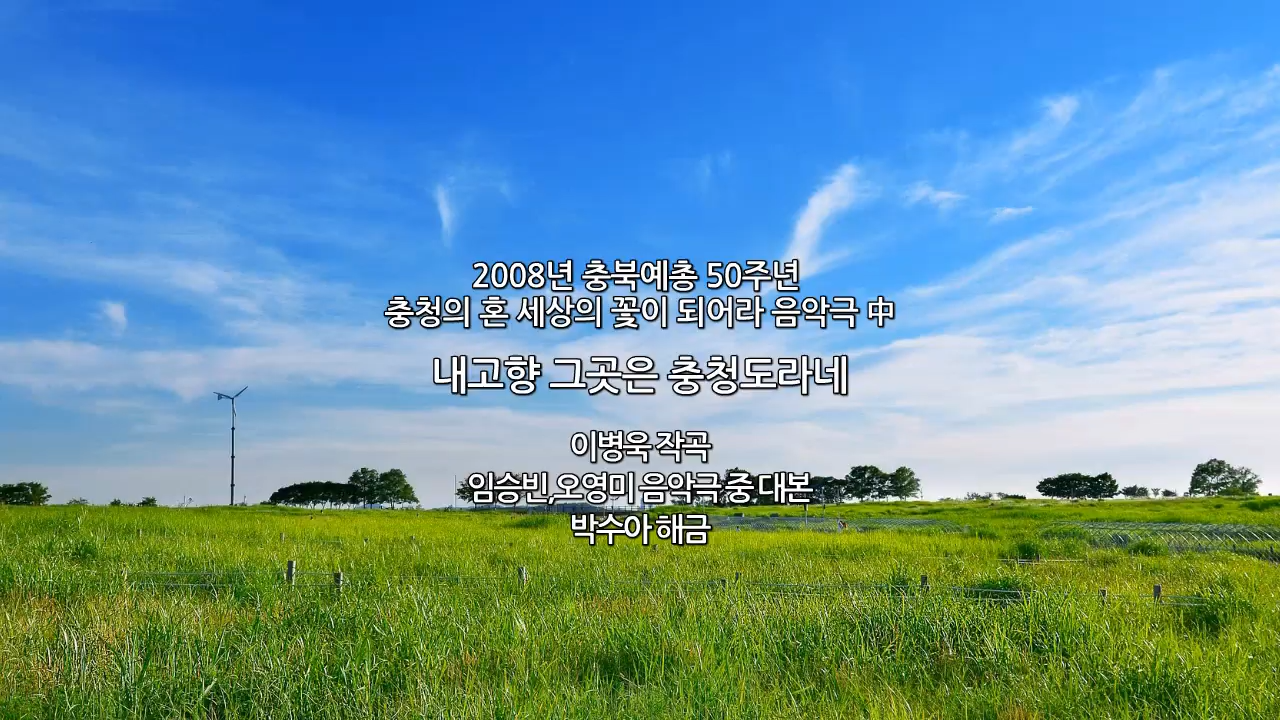 2008년 충북예총 50주년
충청의 혼 세상의 꽃이 되어라 음악극 中
내고향 그곳은 충청도라네
이병욱 작곡
임승빈,오영미 음악극 중 대본
박수아 해금